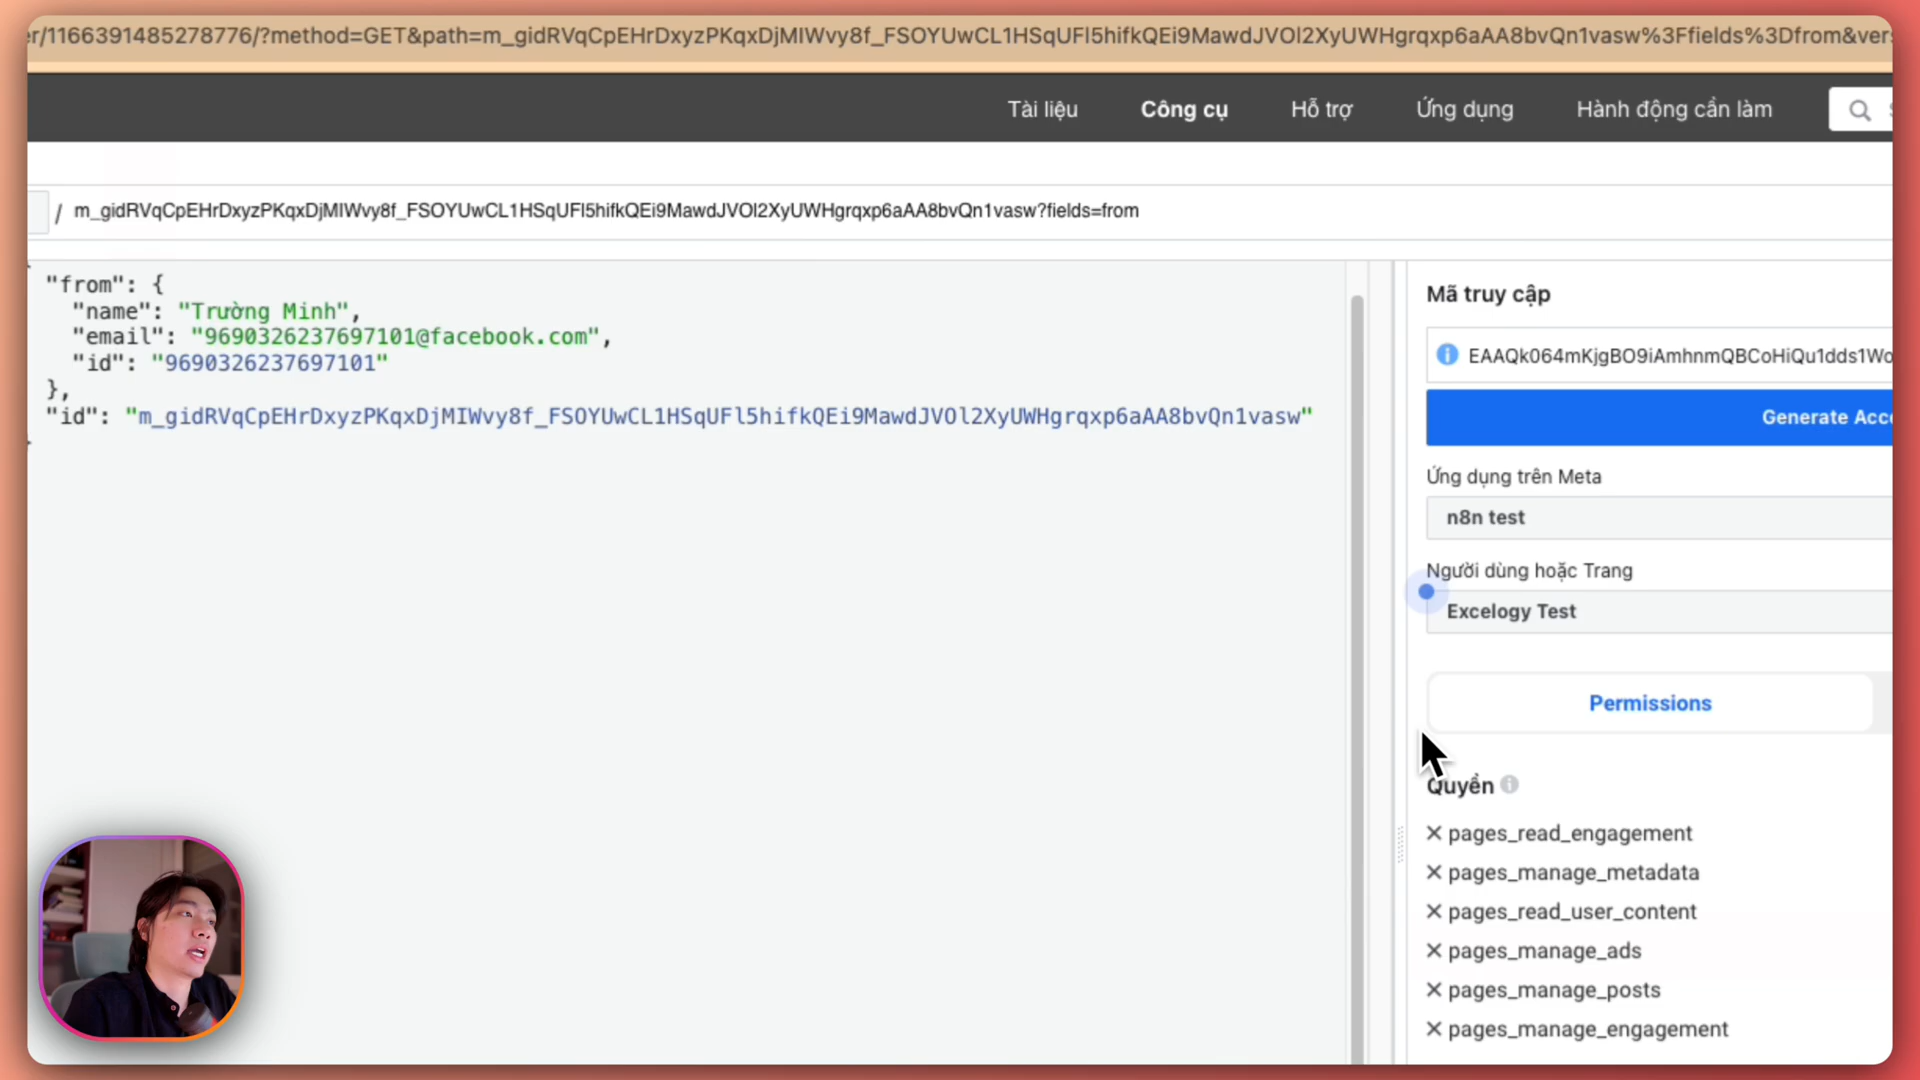 er/1166391485278776/?method=GET&path=m_gidRVqCpEHrDxyzPKqxDjMIWvy8f_FSOYUwCL1HSqUFl5hifkQEi9MawdJVOl2XyUWHgrqxp6aAA8bvQn1vasw%3Ffields%3Dfrom&vers
Tài liệu Công cụ Hỗ trợ Ứng dụng Hành động cần làm
/ m_gidRVqCpEHrDxyzPKqxDjMIWvy8f_FSOYUwCL1HSqUFl5hifkQEi9MawdJVOl2XyUWHgrqxp6aAA8bvQn1vasw?fields=from
"from": {
"name": "Trường Minh",
"email": "9690326237697101@facebook.com",
"id": "9690326237697101"
},
"id": "m_gidRVqCpEHrDxyzPKqxDjMIWvy8f_FSOYUwCL1HSqUFl5hifkQEi9MawdJVOl2XyUWHgrqxp6aAA8bvQn1vasw"
Mã truy cập
EAAQk064mKjgBO9iAmhnmQBCoHiQu1dds1Wo
Generate Acce
Ứng dụng trên Meta
n8n test
Người dùng hoặc Trang
Excelogy Test
Permissions
Quyền
pages_read_engagement
pages_manage_metadata
pages_read_user_content
pages_manage_ads
pages_manage_posts
pages_manage_engagement